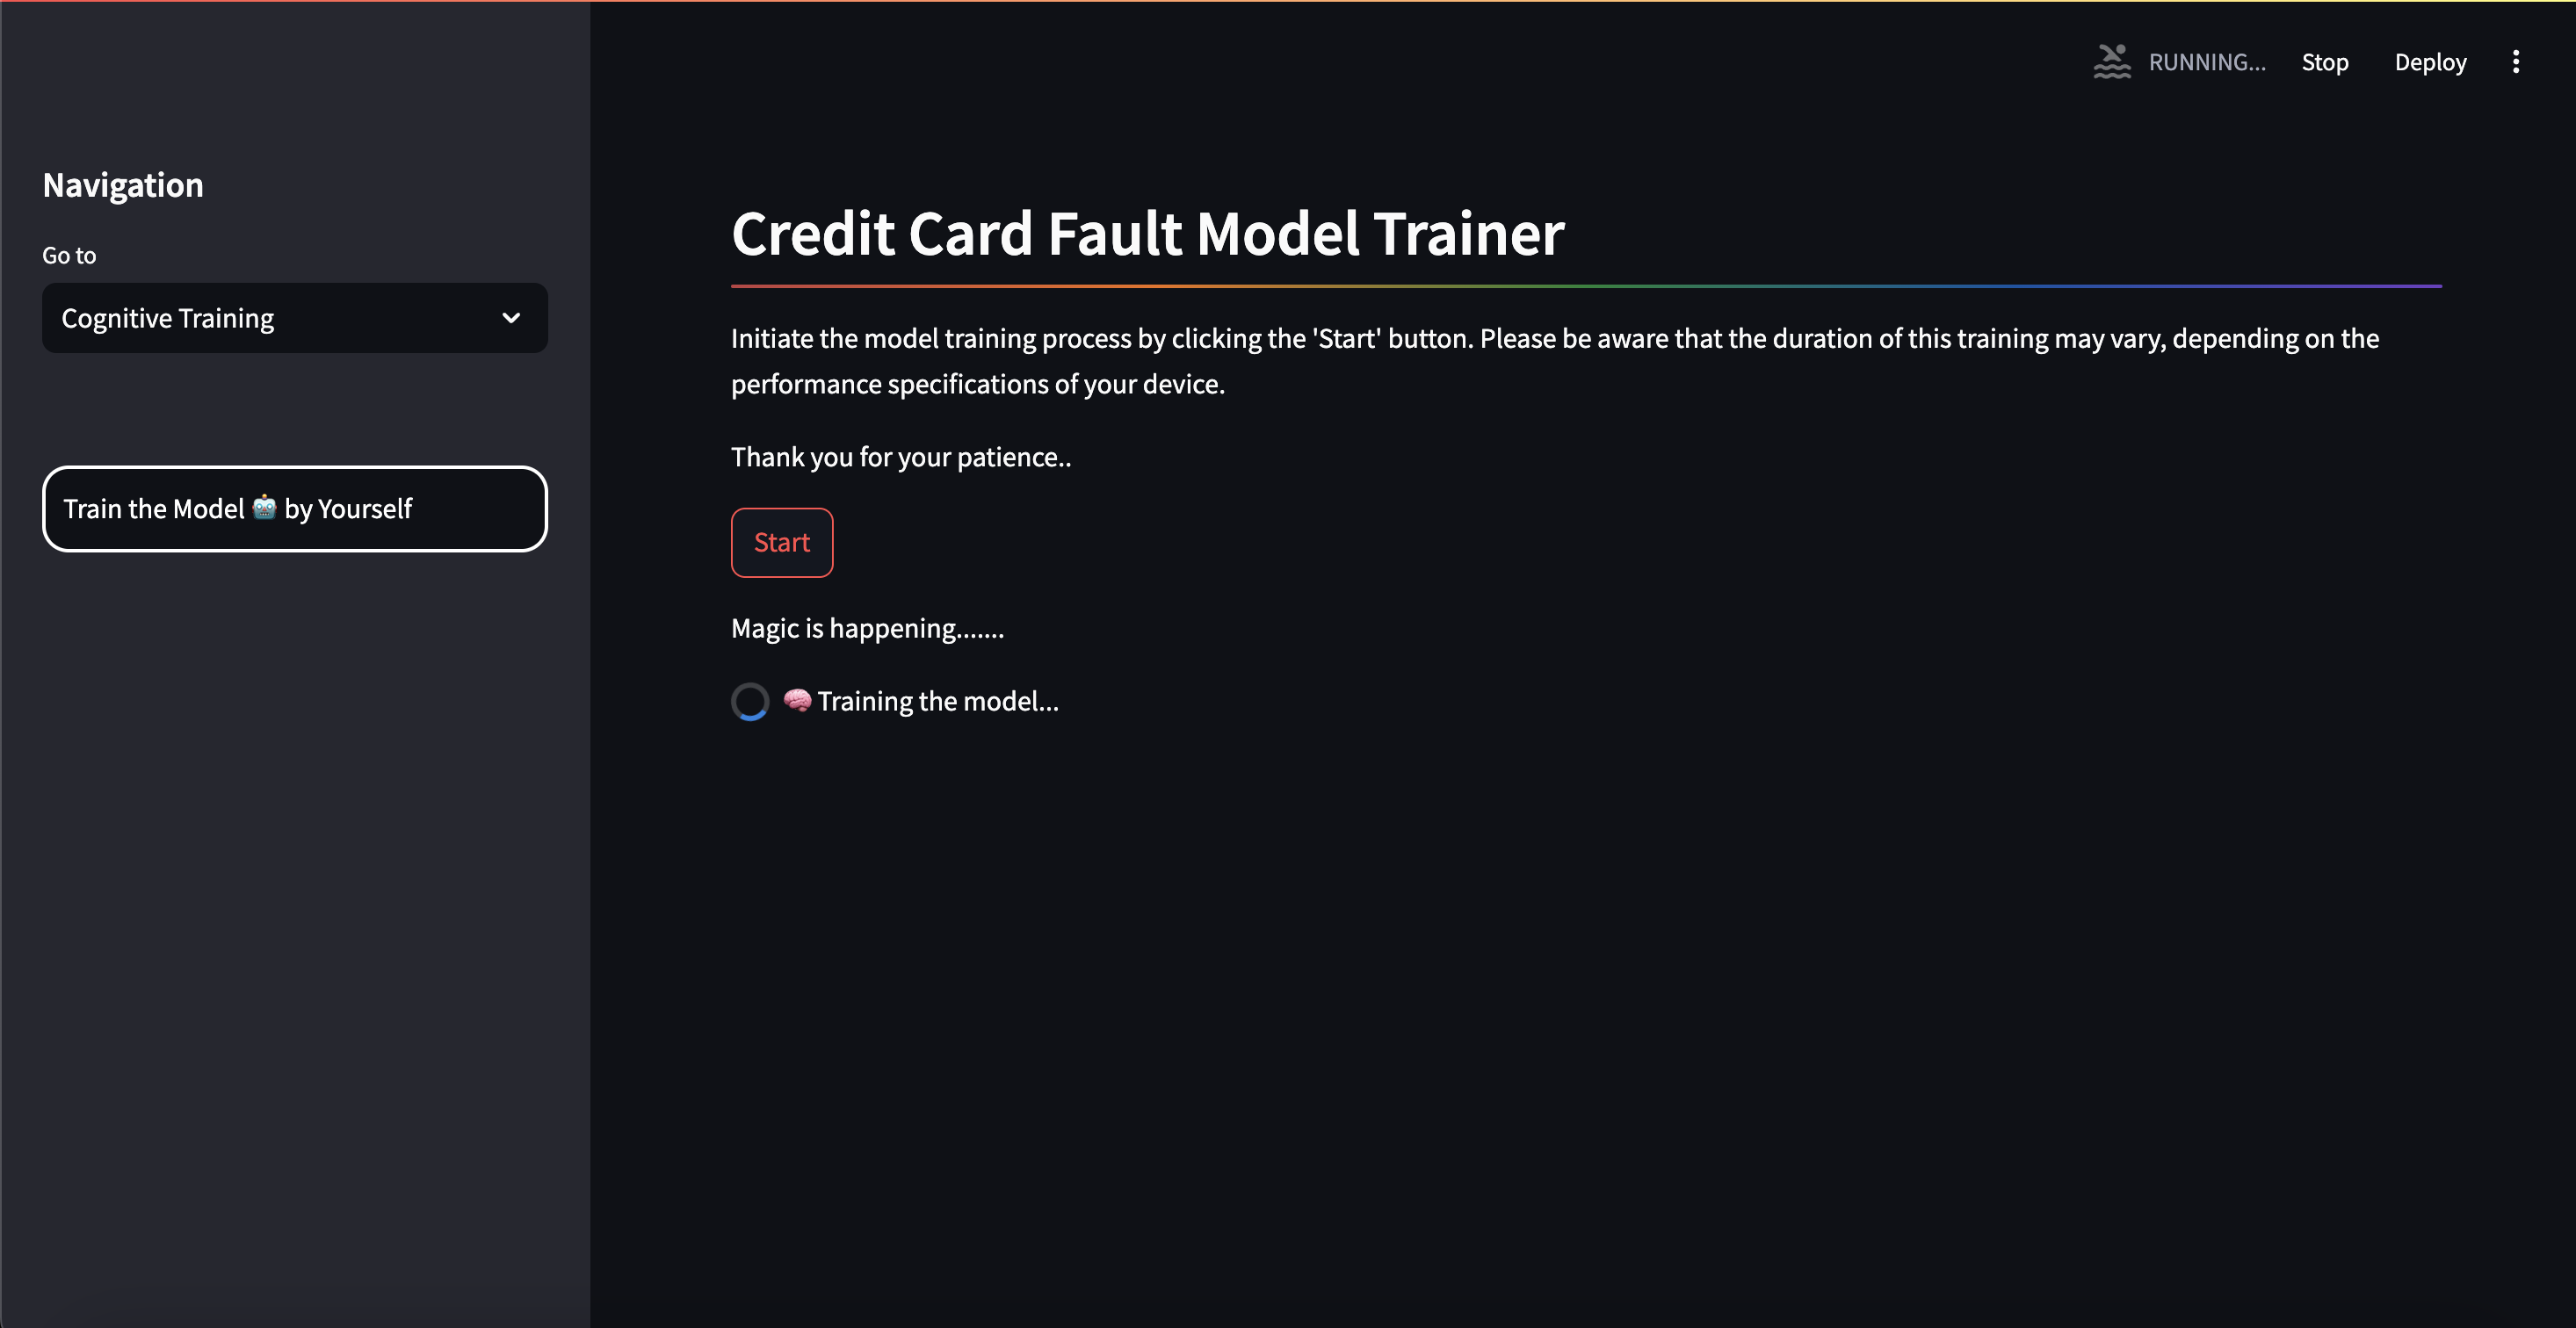 RUNNING...
Stop
Deploy
Navigation
Go to
Cognitive Training
Train the Model 🤖 by Yourself
Credit Card Fault Model Trainer
Initiate the model training process by clicking the 'Start' button. Please be aware that the duration of this training may vary, depending on the
performance specifications of your device.
Thank you for your patience..
Start
Magic is happening.......
🧠 Training the model...